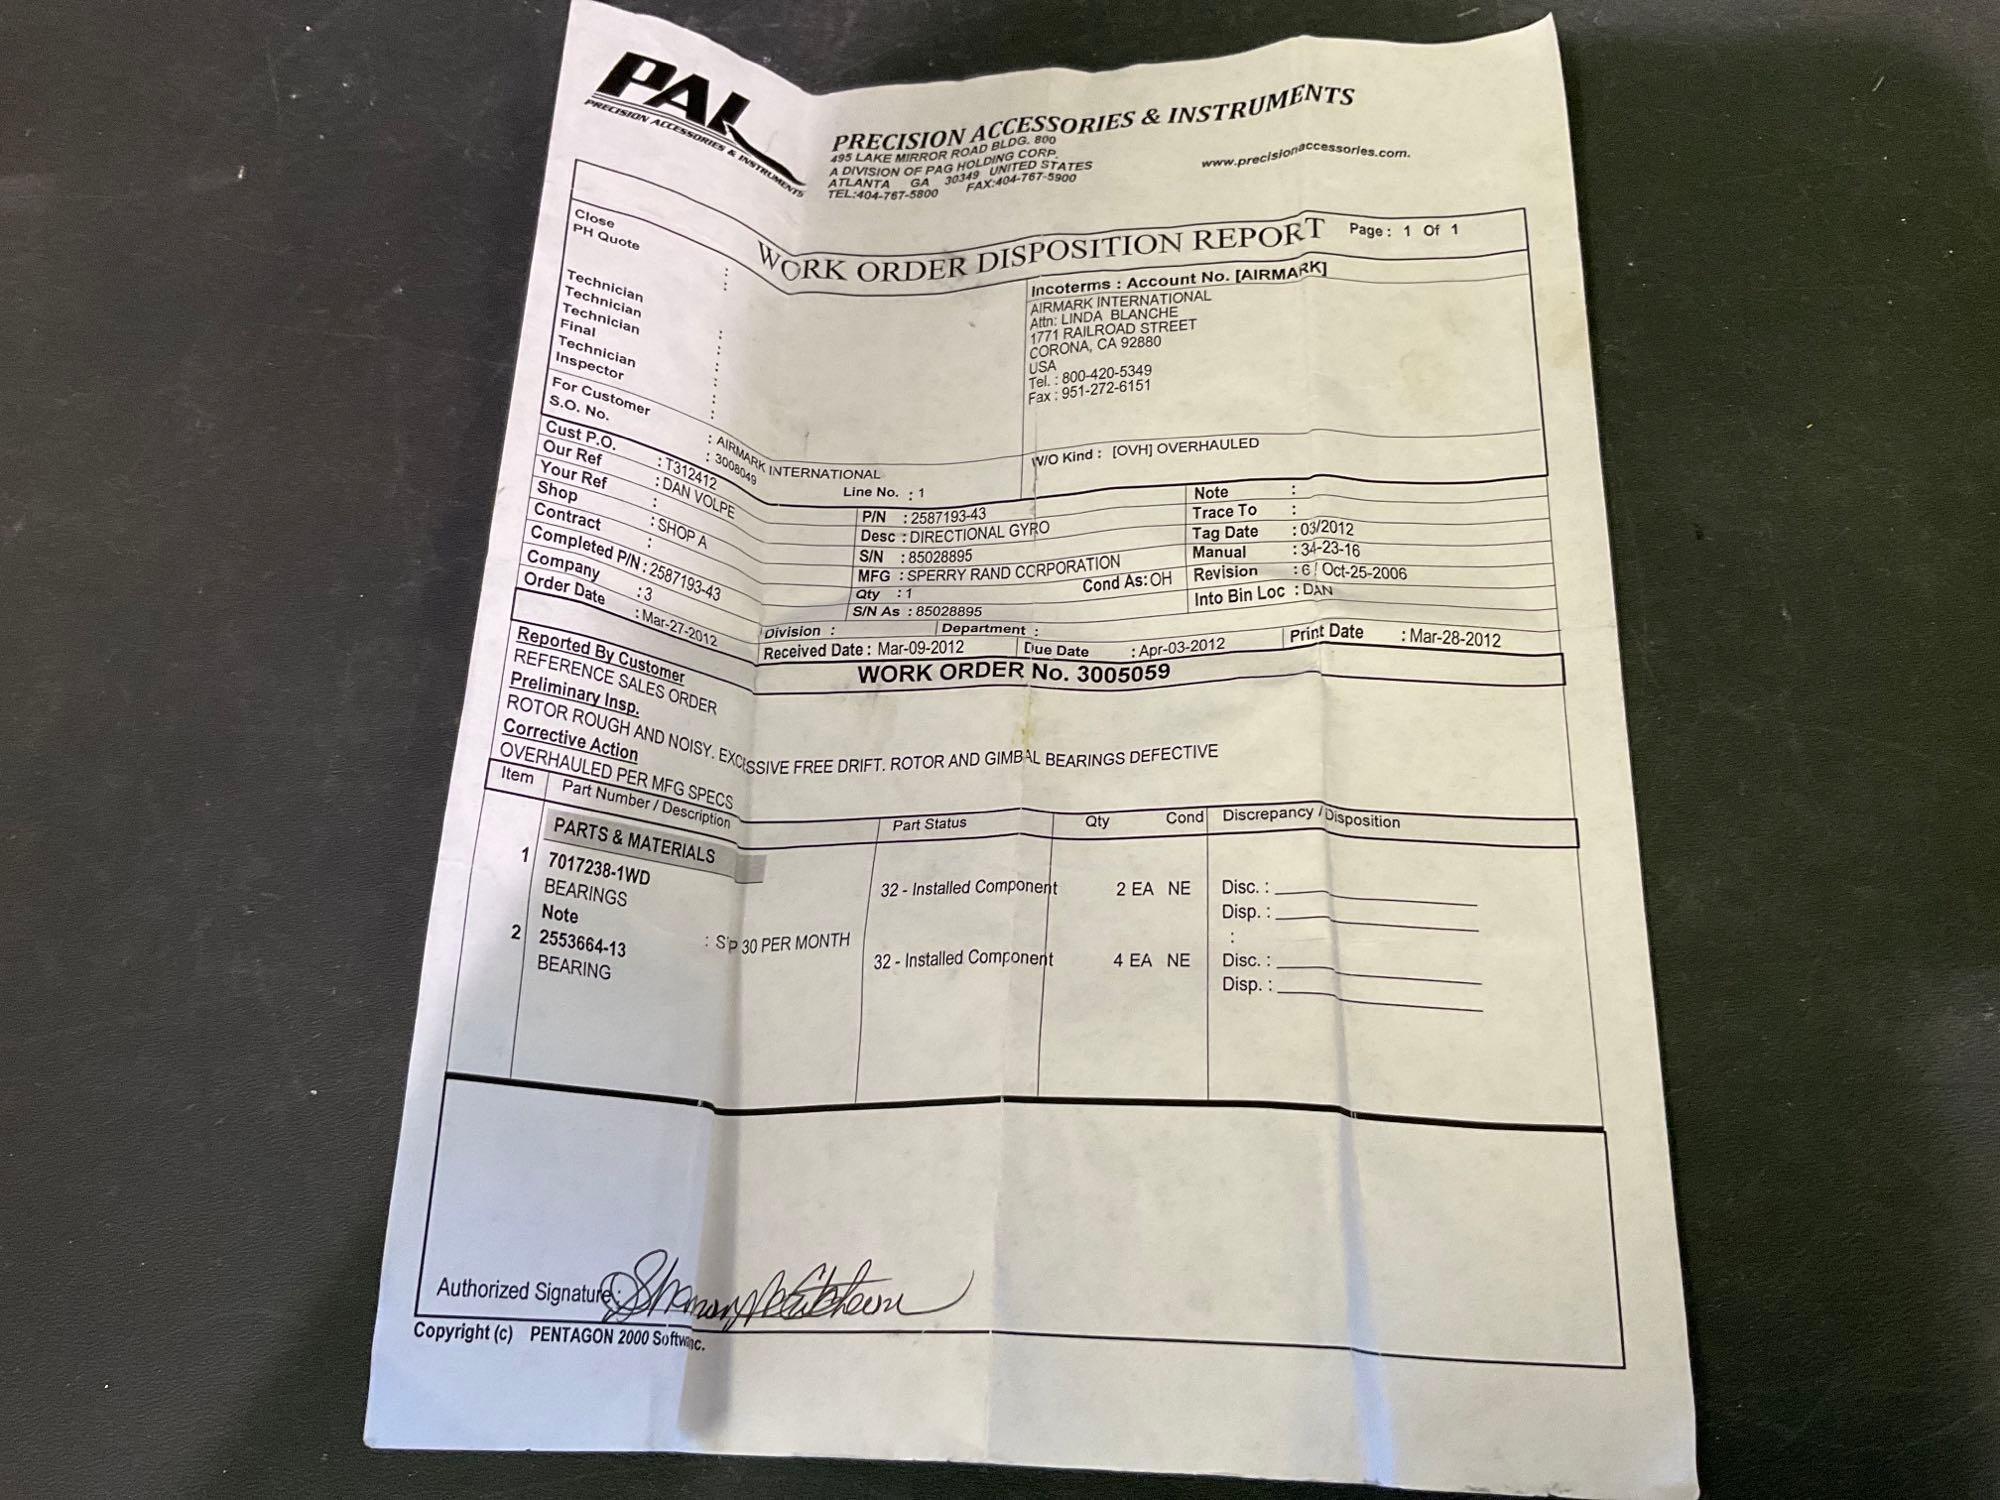 PAI
PRECISION ACCESSORIES & INSTRUMENTS
PRECISION ACCESSORIES & INSTRUMENTS
495 LAKE MIRROR ROAD BLDG. 800
A DIVISION OF PAG HOLDING CORP.
ATLANTA GA 30349 UNITED STATES
TEL:404-767-5800 FAX:404-767-5900
www.precisionaccessories.com.
WORK ORDER DISPOSITION REPORT Page: 1 Of 1
Close :
PH Quote :
Technician :
Technician :
Technician :
Final :
Technician :
Inspector :
For Customer : AIRMARK INTERNATIONAL
S.O. No. : 3008049 Line No. : 1
Incoterms : Account No. [AIRMARK]
AIRMARK INTERNATIONAL
Attn: LINDA BLANCHE
1771 RAILROAD STREET
CORONA, CA 92880
USA
Tel. : 800-420-5349
Fax : 951-272-6151
W/O Kind : [OVH] OVERHAULED
Cust P.O. : T312412
Our Ref : DAN VOLPE
Your Ref :
Shop : SHOP A
Contract :
Completed P/N : 2587193-43
Company : 3
Order Date : Mar-27-2012
P/N : 2587193-43
Desc : DIRECTIONAL GYRO
S/N : 85028895
MFG : SPERRY RAND CORPORATION
Qty : 1 Cond As: OH
S/N As : 85028895
Note :
Trace To :
Tag Date : 03/2012
Manual : 34-23-16
Revision : 6/ Oct-25-2006
Into Bin Loc : DAN
Division : Department :
Received Date : Mar-09-2012 Due Date : Apr-03-2012 Print Date : Mar-28-2012
WORK ORDER No. 3005059
Reported By Customer
REFERENCE SALES ORDER
Preliminary Insp.
ROTOR ROUGH AND NOISY. EXCESSIVE FREE DRIFT. ROTOR AND GIMBAL BEARINGS DEFECTIVE
Corrective Action
OVERHAULED PER MFG SPECS
Item Part Number / Description Part Status Qty Cond Discrepancy / Disposition
PARTS & MATERIALS
1 7017238-1WD 32 - Installed Component 2 EA NE Disc. :
BEARINGS Disp. :
Note : S/P 30 PER MONTH :
2 2553664-13 32 - Installed Component 4 EA NE Disc. :
BEARING Disp. :
Authorized Signature:
Copyright (c) PENTAGON 2000 Software, Inc.